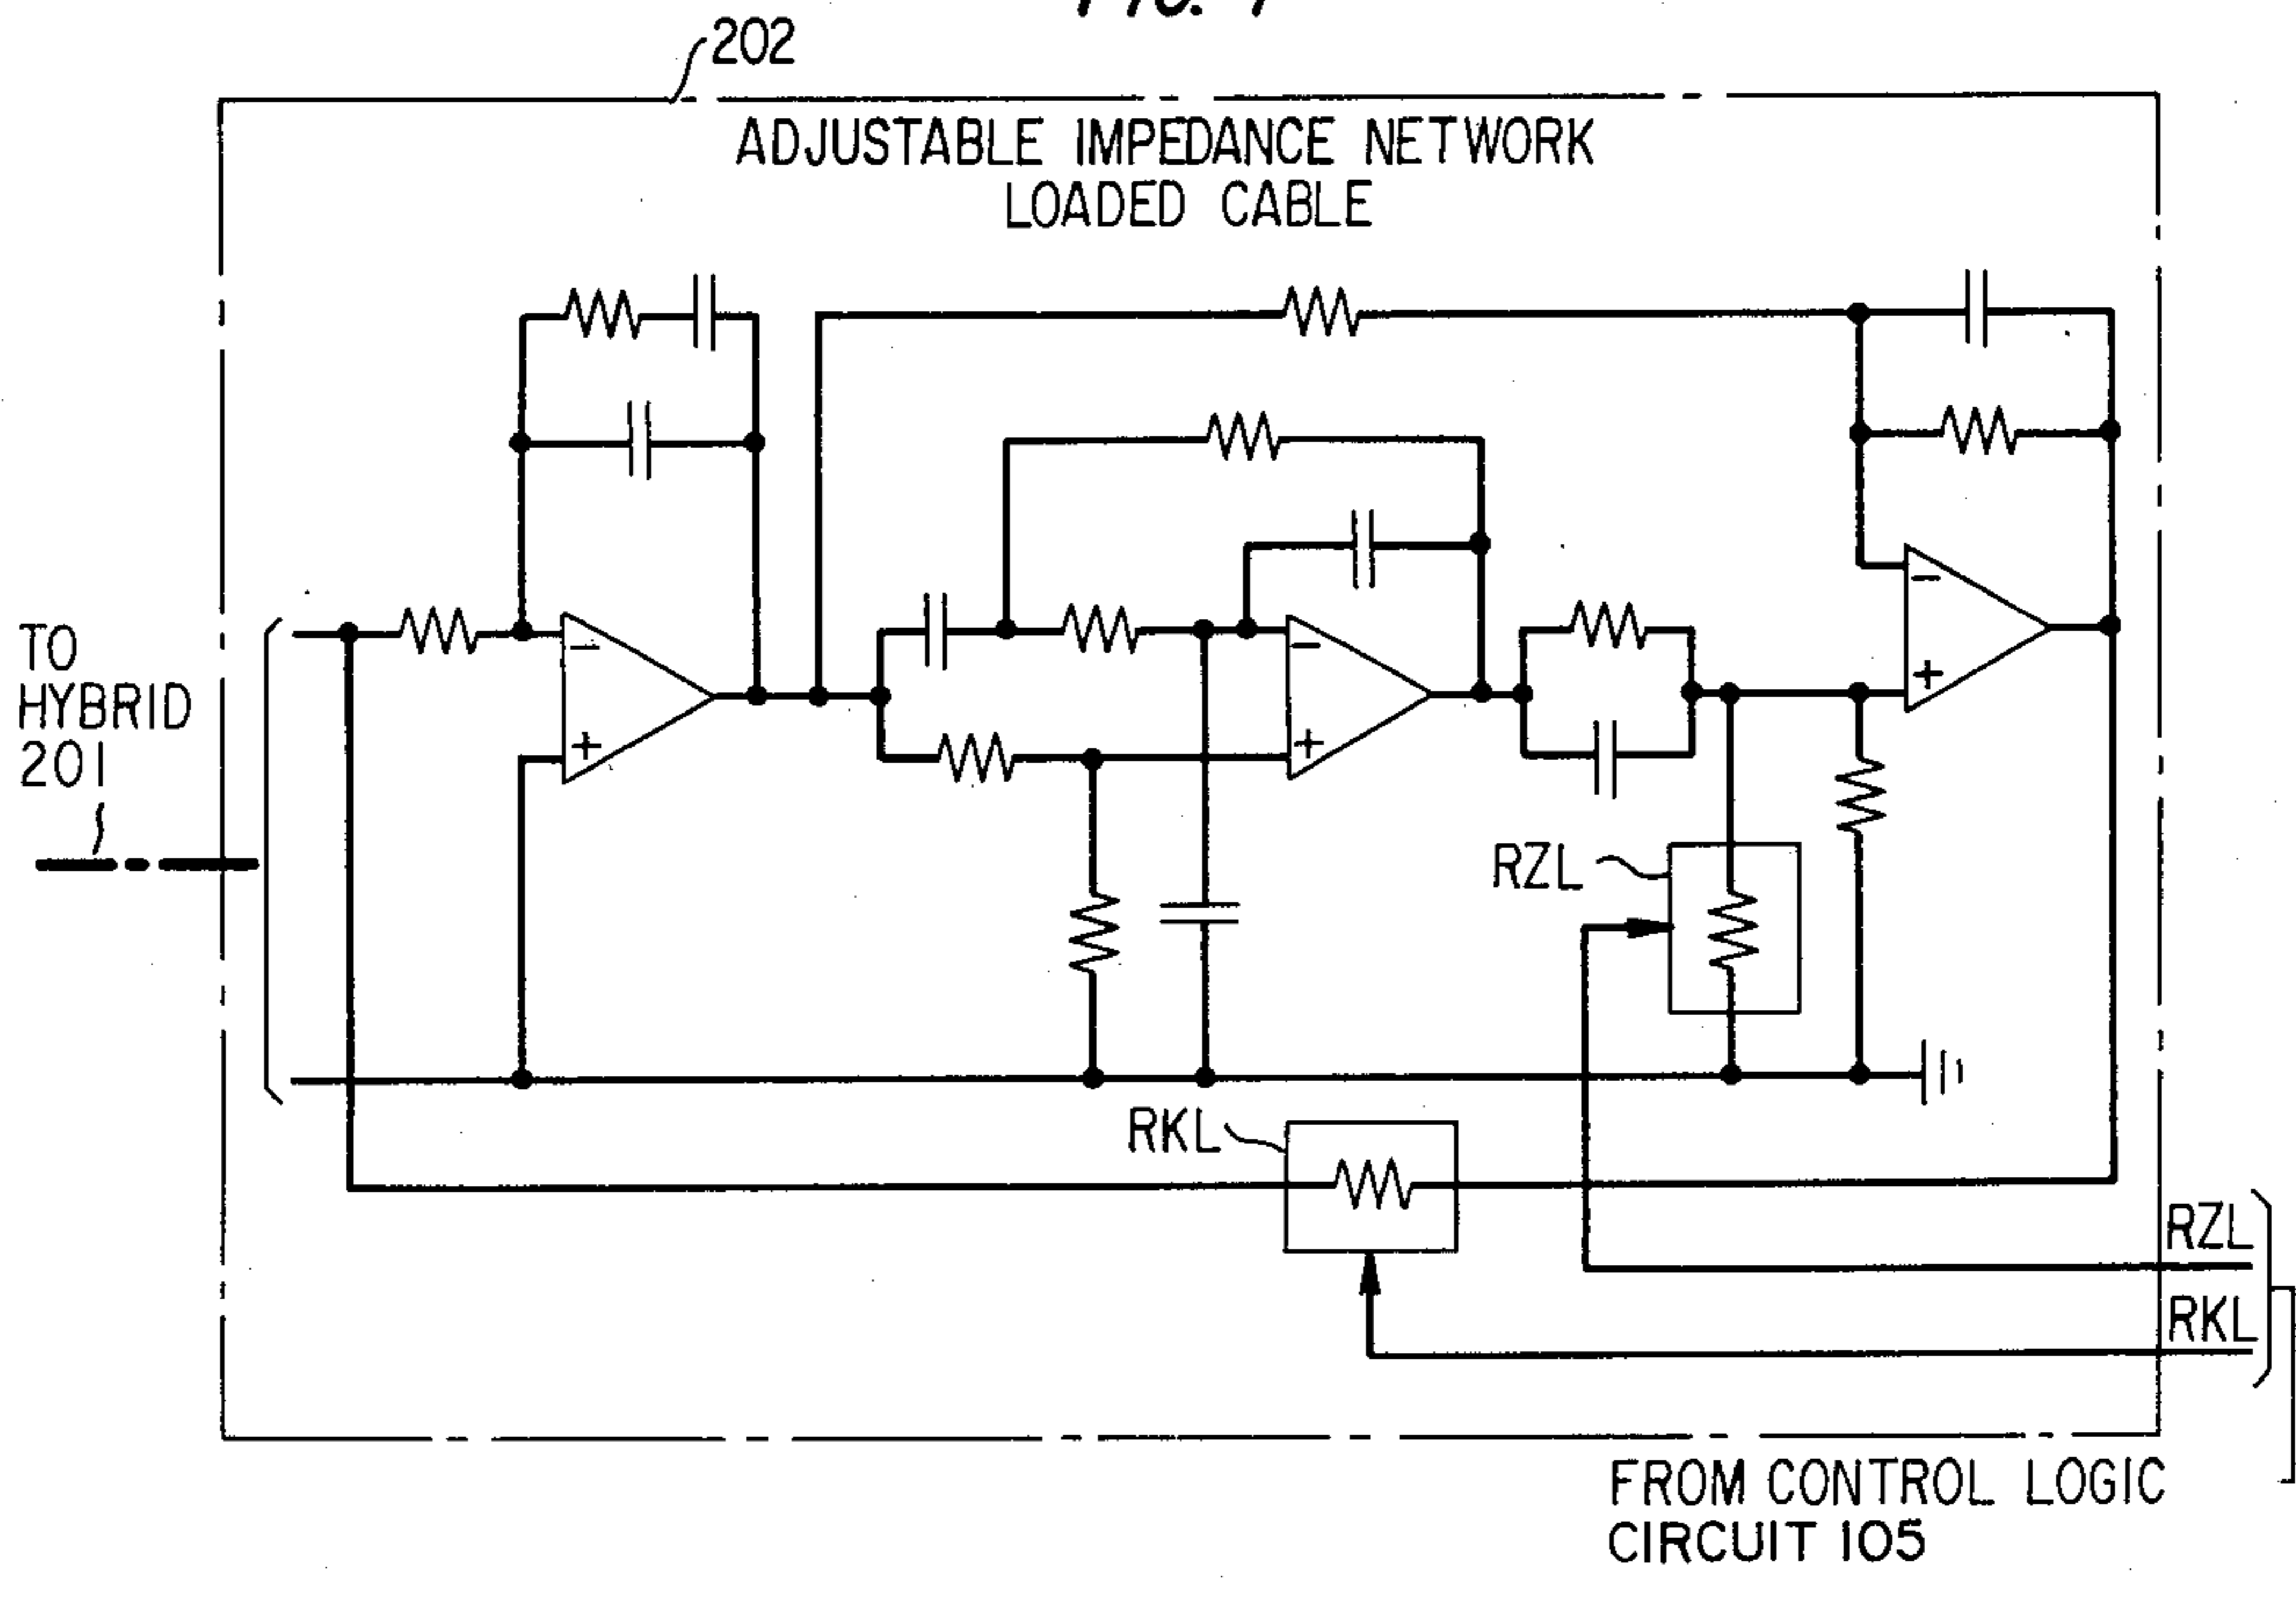 202
ADJUSTABLE IMPEDANCE NETWORK
LOADED CABLE
TO
HYBRID
201
−
+
−
+
−
+
RZL
RKL
RZL
RKL
FROM CONTROL LOGIC
CIRCUIT 105